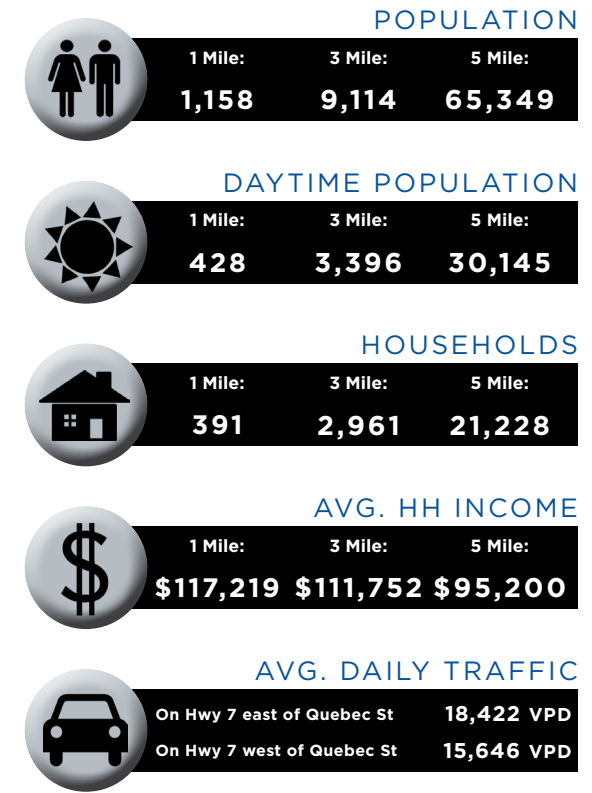 POPULATION
1 Mile: 3 Mile: 5 Mile:
1,158 9,114 65,349
DAYTIME POPULATION
1 Mile: 3 Mile: 5 Mile:
428 3,396 30,145
HOUSEHOLDS
1 Mile: 3 Mile: 5 Mile:
391 2,961 21,228
AVG. HH INCOME
1 Mile: 3 Mile: 5 Mile:
$117,219 $111,752 $95,200
AVG. DAILY TRAFFIC
On Hwy 7 east of Quebec St 18,422 VPD
On Hwy 7 west of Quebec St 15,646 VPD